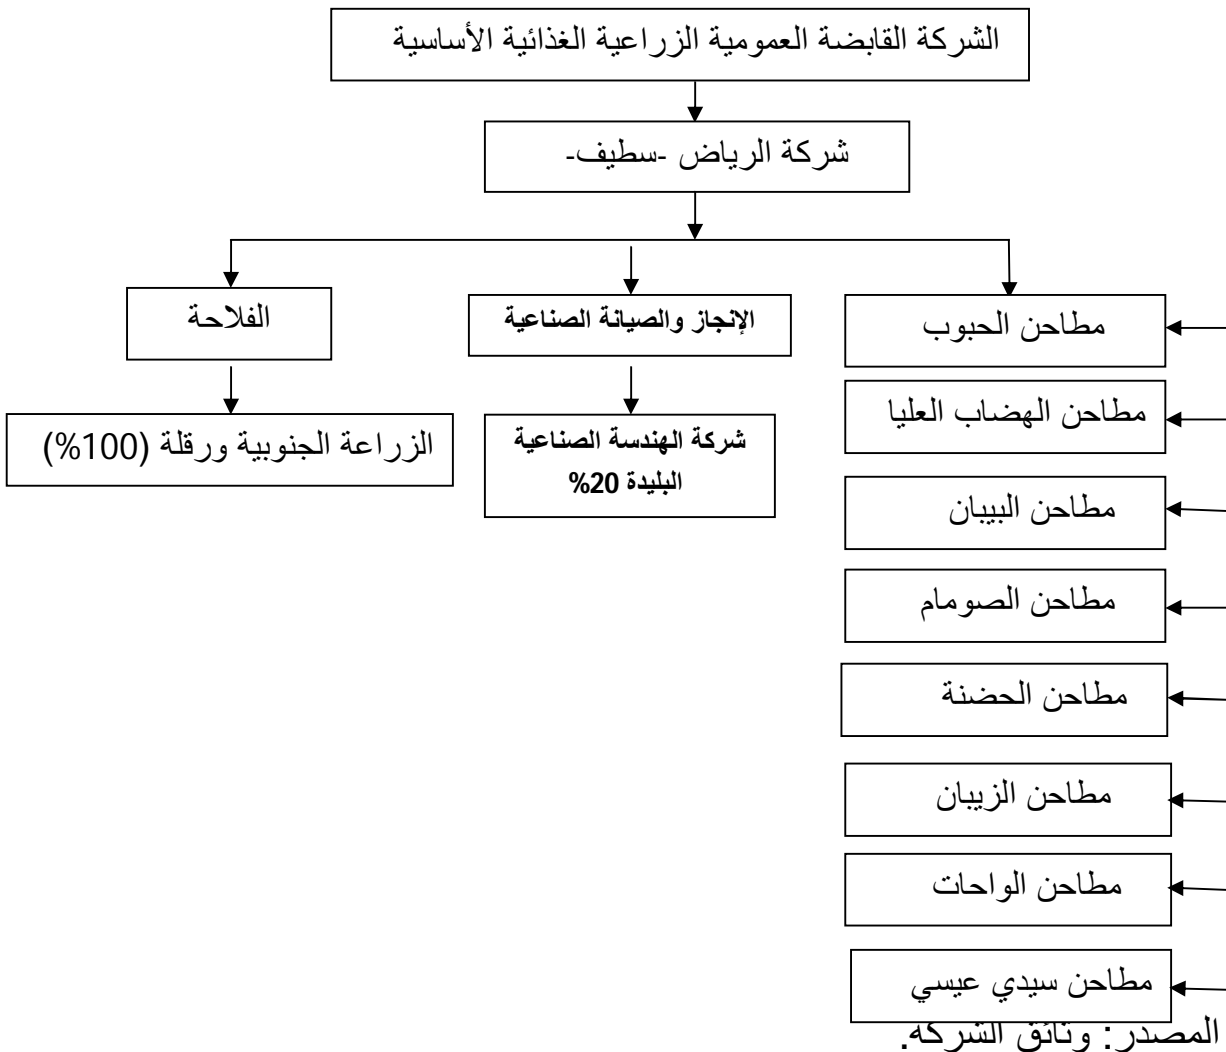 الشركة القابضة العمومية الزراعية الغذائية الأساسية
شركة الرياض -سطيف-
مطاحن الحبوب
الإنجاز والصيانة الصناعية
الفلاحة
مطاحن الهضاب العليا
شركة الهندسة الصناعية
البليدة 20%
الزراعة الجنوبية ورقلة (100%)
مطاحن البيبان
مطاحن الصومام
مطاحن الحضنة
مطاحن الزيبان
مطاحن الواحات
مطاحن سيدي عيسي
المصدر: وثائق الشركة.